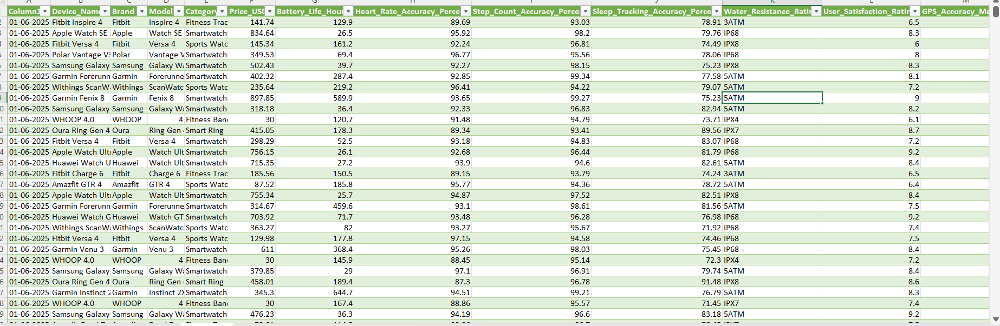 Column1 Device_Name Brand Model Category Price_USD Battery_Life_Hou Heart_Rate_Accuracy_Perce Step_Count_Accuracy_Perce Sleep_Tracking_Accuracy_Perce Water_Resistance_Ratin User_Satisfaction_Ratin GPS_Accuracy_Me
01-06-2025 Fitbit Inspire 4 Fitbit Inspire 4 Fitness Trac 141.74 129.9 89.69 93.03 78.91 3ATM 6.5
01-06-2025 Apple Watch SE Apple Watch SE Smartwatch 834.64 26.5 95.92 98.2 79.76 IP68 8.3
01-06-2025 Fitbit Versa 4 Fitbit Versa 4 Sports Watc 145.34 161.2 92.24 96.81 74.49 IPX8 6
01-06-2025 Polar Vantage V3 Polar Vantage V Smartwatch 349.53 69.4 96.77 95.56 78.06 IP68 8
01-06-2025 Samsung Galaxy Samsung Galaxy Wa Smartwatch 502.43 39.7 92.27 98.15 75.23 IPX8 8.3
01-06-2025 Garmin Forerunn Garmin Forerunne Smartwatch 402.32 287.4 92.85 99.34 77.58 5ATM 8.1
01-06-2025 Withings ScanWa Withings ScanWatc Sports Watc 235.64 219.2 96.41 94.22 79.07 5ATM 7.2
01-06-2025 Garmin Fenix 8 Garmin Fenix 8 Smartwatch 897.85 589.9 93.65 99.27 75.23 5ATM 9
01-06-2025 Samsung Galaxy Samsung Galaxy Wa Smartwatch 318.18 36.4 92.33 96.83 82.94 5ATM 8.2
01-06-2025 WHOOP 4.0 WHOOP 4 Fitness Ban 30 120.7 91.48 94.79 73.71 IPX4 6.1
01-06-2025 Oura Ring Gen 4 Oura Ring Gen Smart Ring 415.05 178.3 89.34 93.41 89.56 IPX7 8.7
01-06-2025 Fitbit Versa 4 Fitbit Versa 4 Smartwatch 298.29 52.5 93.18 94.83 83.07 IP68 7.2
01-06-2025 Apple Watch Ult Apple Watch Ult Smartwatch 756.15 26.1 92.68 96.44 81.79 IP68 9.2
01-06-2025 Huawei Watch U Huawei Watch Ult Smartwatch 715.35 27.2 93.9 94.6 82.61 5ATM 8.4
01-06-2025 Fitbit Charge 6 Fitbit Charge 6 Fitness Trac 185.56 150.5 89.15 93.79 74.24 3ATM 6.5
01-06-2025 Amazfit GTR 4 Amazfit GTR 4 Sports Watc 87.52 185.8 95.77 94.36 78.72 5ATM 6.4
01-06-2025 Apple Watch Ult Apple Watch Ult Smartwatch 755.34 25.7 94.87 97.52 82.51 IPX8 8.4
01-06-2025 Garmin Forerunn Garmin Forerunne Smartwatch 314.67 459.6 93.1 98.61 81.56 5ATM 7.5
01-06-2025 Huawei Watch G Huawei Watch GT Smartwatch 703.92 71.7 93.48 96.28 76.98 IP68 9.2
01-06-2025 Withings ScanWa Withings ScanWatc Sports Watc 363.27 82 93.27 95.67 71.92 IP68 7.4
01-06-2025 Fitbit Versa 4 Fitbit Versa 4 Sports Watc 129.98 177.8 97.15 94.58 74.46 IP68 7.5
01-06-2025 Garmin Venu 3 Garmin Venu 3 Smartwatch 611 368.4 95.26 98.03 75.45 IP68 8.4
01-06-2025 WHOOP 4.0 WHOOP 4 Fitness Ban 30 145.9 88.45 95.14 72.3 IPX4 7.2
01-06-2025 Samsung Galaxy Samsung Galaxy Wa Smartwatch 379.85 29 97.1 96.91 79.74 5ATM 8.4
01-06-2025 Oura Ring Gen 4 Oura Ring Gen Smart Ring 458.01 189.4 87.3 96.78 91.48 IPX8 8.6
01-06-2025 Garmin Instinct 2 Garmin Instinct 2X Smartwatch 345.3 644.7 94.51 99.21 76.79 5ATM 8.3
01-06-2025 WHOOP 4.0 WHOOP 4 Fitness Ban 30 167.4 88.86 95.57 71.45 IPX7 7.4
01-06-2025 Samsung Galaxy Samsung Galaxy Wa Smartwatch 476.23 36.3 94.19 96.6 83.18 5ATM 9.2